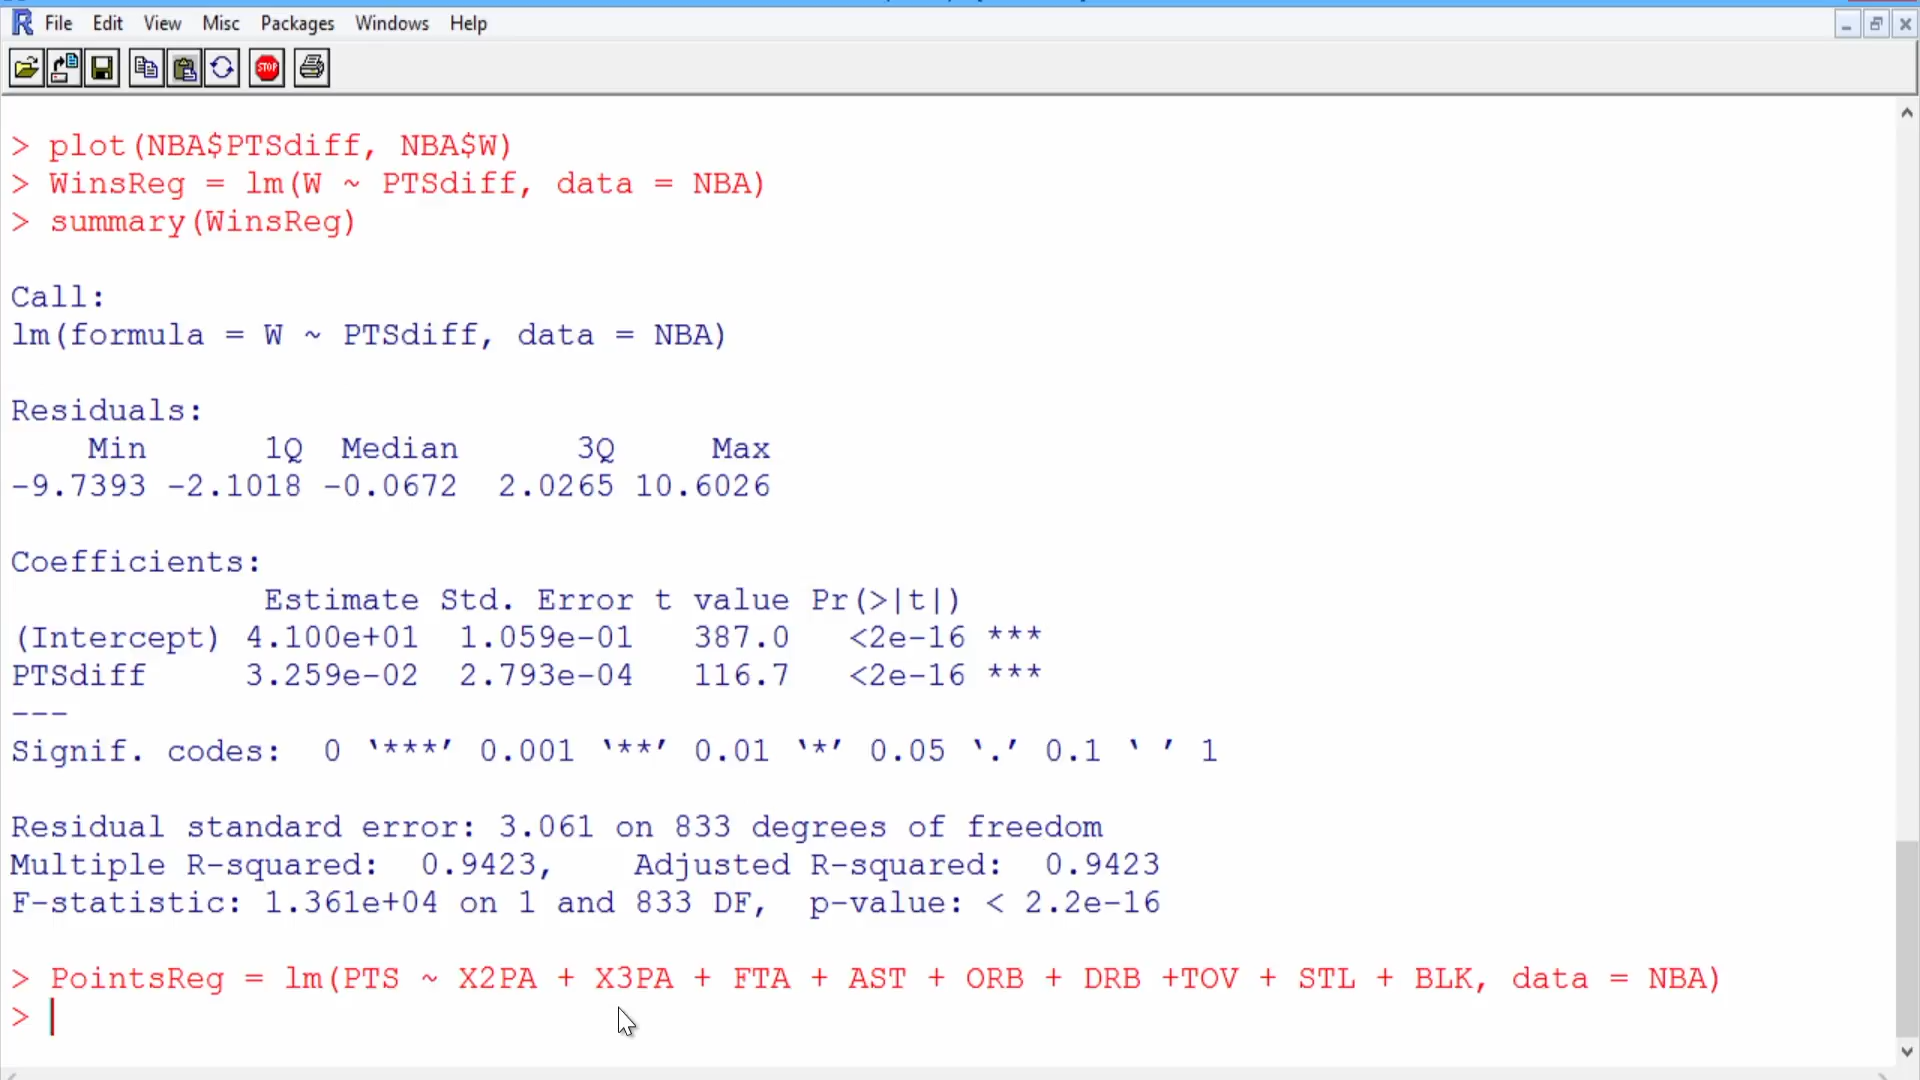 File Edit View Misc Packages Windows Help
STOP
> plot(NBA$PTSdiff, NBA$W)
> WinsReg = lm(W ~ PTSdiff, data = NBA)
> summary(WinsReg)
Call:
lm(formula = W ~ PTSdiff, data = NBA)
Residuals:
    Min      1Q  Median      3Q     Max
-9.7393 -2.1018 -0.0672  2.0265 10.6026
Coefficients:
             Estimate Std. Error t value Pr(>|t|)
(Intercept) 4.100e+01  1.059e-01   387.0   <2e-16 ***
PTSdiff     3.259e-02  2.793e-04   116.7   <2e-16 ***
---
Signif. codes:  0 ‘***’ 0.001 ‘**’ 0.01 ‘*’ 0.05 ‘.’ 0.1 ‘ ’ 1
Residual standard error: 3.061 on 833 degrees of freedom
Multiple R-squared:  0.9423,    Adjusted R-squared:  0.9423
F-statistic: 1.361e+04 on 1 and 833 DF,  p-value: < 2.2e-16
> PointsReg = lm(PTS ~ X2PA + X3PA + FTA + AST + ORB + DRB +TOV + STL + BLK, data = NBA)
>